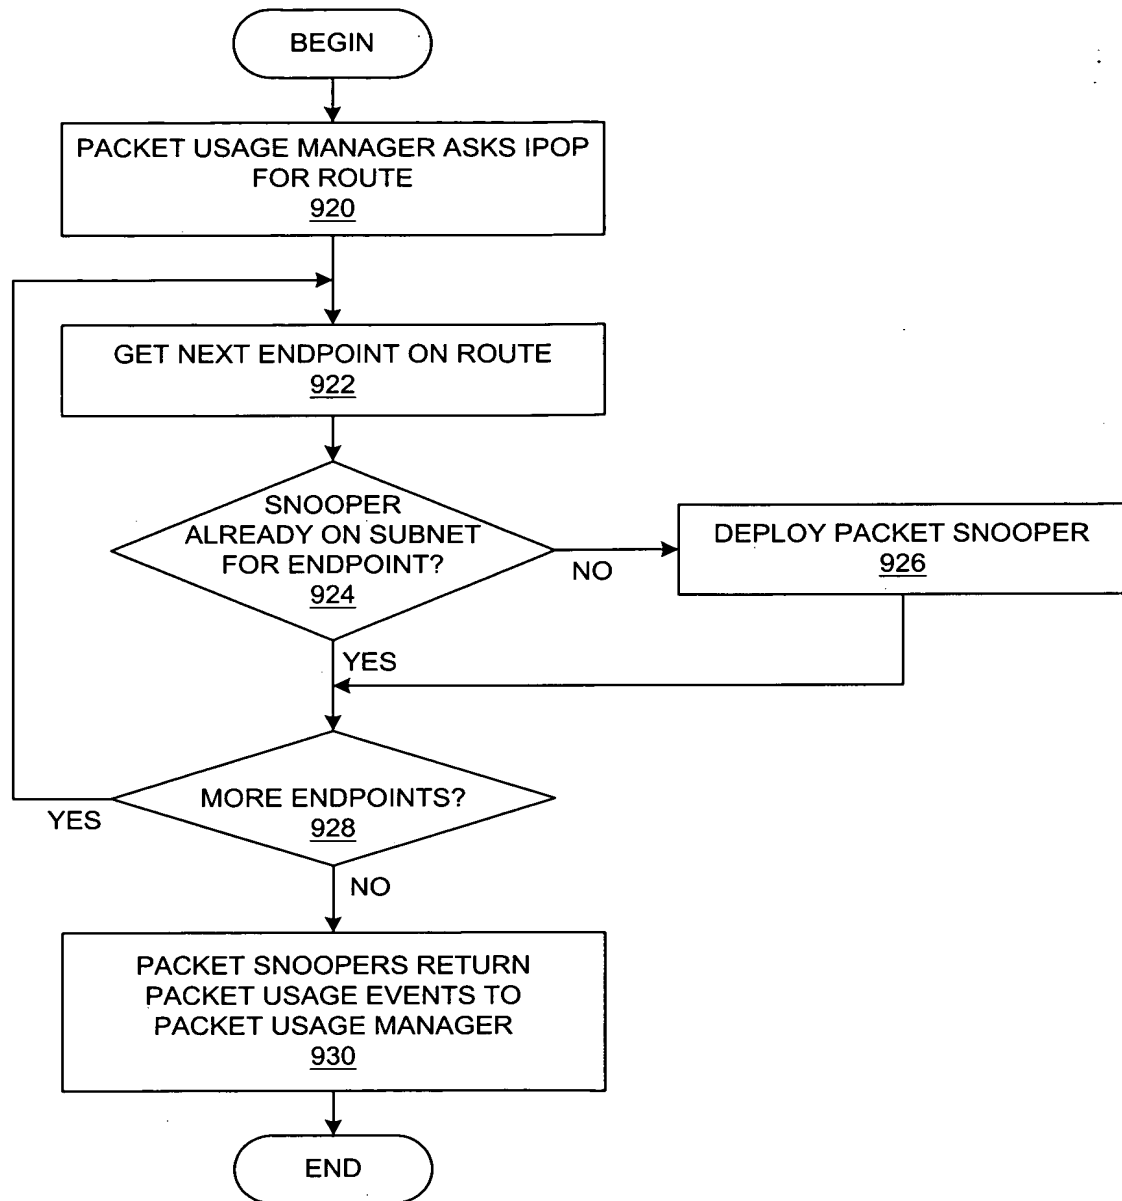 BEGIN
PACKET USAGE MANAGER ASKS IPOP
FOR ROUTE
920
GET NEXT ENDPOINT ON ROUTE
922
SNOOPER
ALREADY ON SUBNET
FOR ENDPOINT?
924
NO
DEPLOY PACKET SNOOPER
926
YES
MORE ENDPOINTS?
928
YES
NO
PACKET SNOOPERS RETURN
PACKET USAGE EVENTS TO
PACKET USAGE MANAGER
930
END